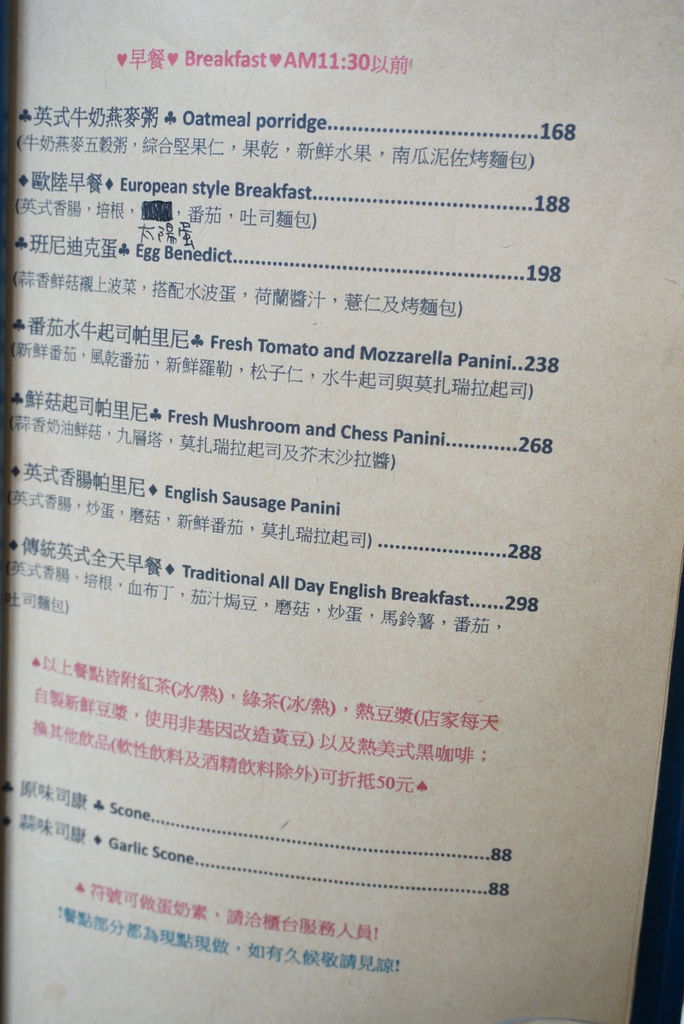 ♥早餐♥ Breakfast♥AM11:30以前
♣英式牛奶燕麥粥 ♣ Oatmeal porridge................................168
(牛奶燕麥五穀粥，綜合堅果仁，果乾，新鮮水果，南瓜泥佐烤麵包)
♦歐陸早餐♦ European style Breakfast.................................188
(英式香腸，培根，，番茄，吐司麵包)
太陽蛋
♣班尼迪克蛋♣ Egg Benedict.............................................198
(蒜香鮮菇襯上波菜，搭配水波蛋，荷蘭醬汁，薏仁及烤麵包)
♣番茄水牛起司帕里尼♣ Fresh Tomato and Mozzarella Panini..238
(新鮮番茄，風乾番茄，新鮮羅勒，松子仁，水牛起司與莫扎瑞拉起司)
♣鮮菇起司帕里尼♣ Fresh Mushroom and Chess Panini...........268
(蒜香奶油鮮菇，九層塔，莫扎瑞拉起司及芥末沙拉醬)
♦英式香腸帕里尼♦ English Sausage Panini
(英式香腸，炒蛋，磨菇，新鮮番茄，莫扎瑞拉起司) ....................288
♦傳統英式全天早餐♦ Traditional All Day English Breakfast......298
(英式香腸，培根，血布丁，茄汁焗豆，磨菇，炒蛋，馬鈴薯，番茄，
吐司麵包)
♠以上餐點皆附紅茶(冰/熱)，綠茶(冰/熱)，熱豆漿(店家每天
自製新鮮豆漿，使用非基因改造黃豆) 以及熱美式黑咖啡；
換其他飲品(軟性飲料及酒精飲料除外)可折抵50元♠
♣ 原味司康 ♣ Scone.......................................................88
♦ 蒜味司康 ♦ Garlic Scone...............................................88
♣ 符號可做蛋奶素，請洽櫃台服務人員!
!餐點部分都為現點現做，如有久候敬請見諒!